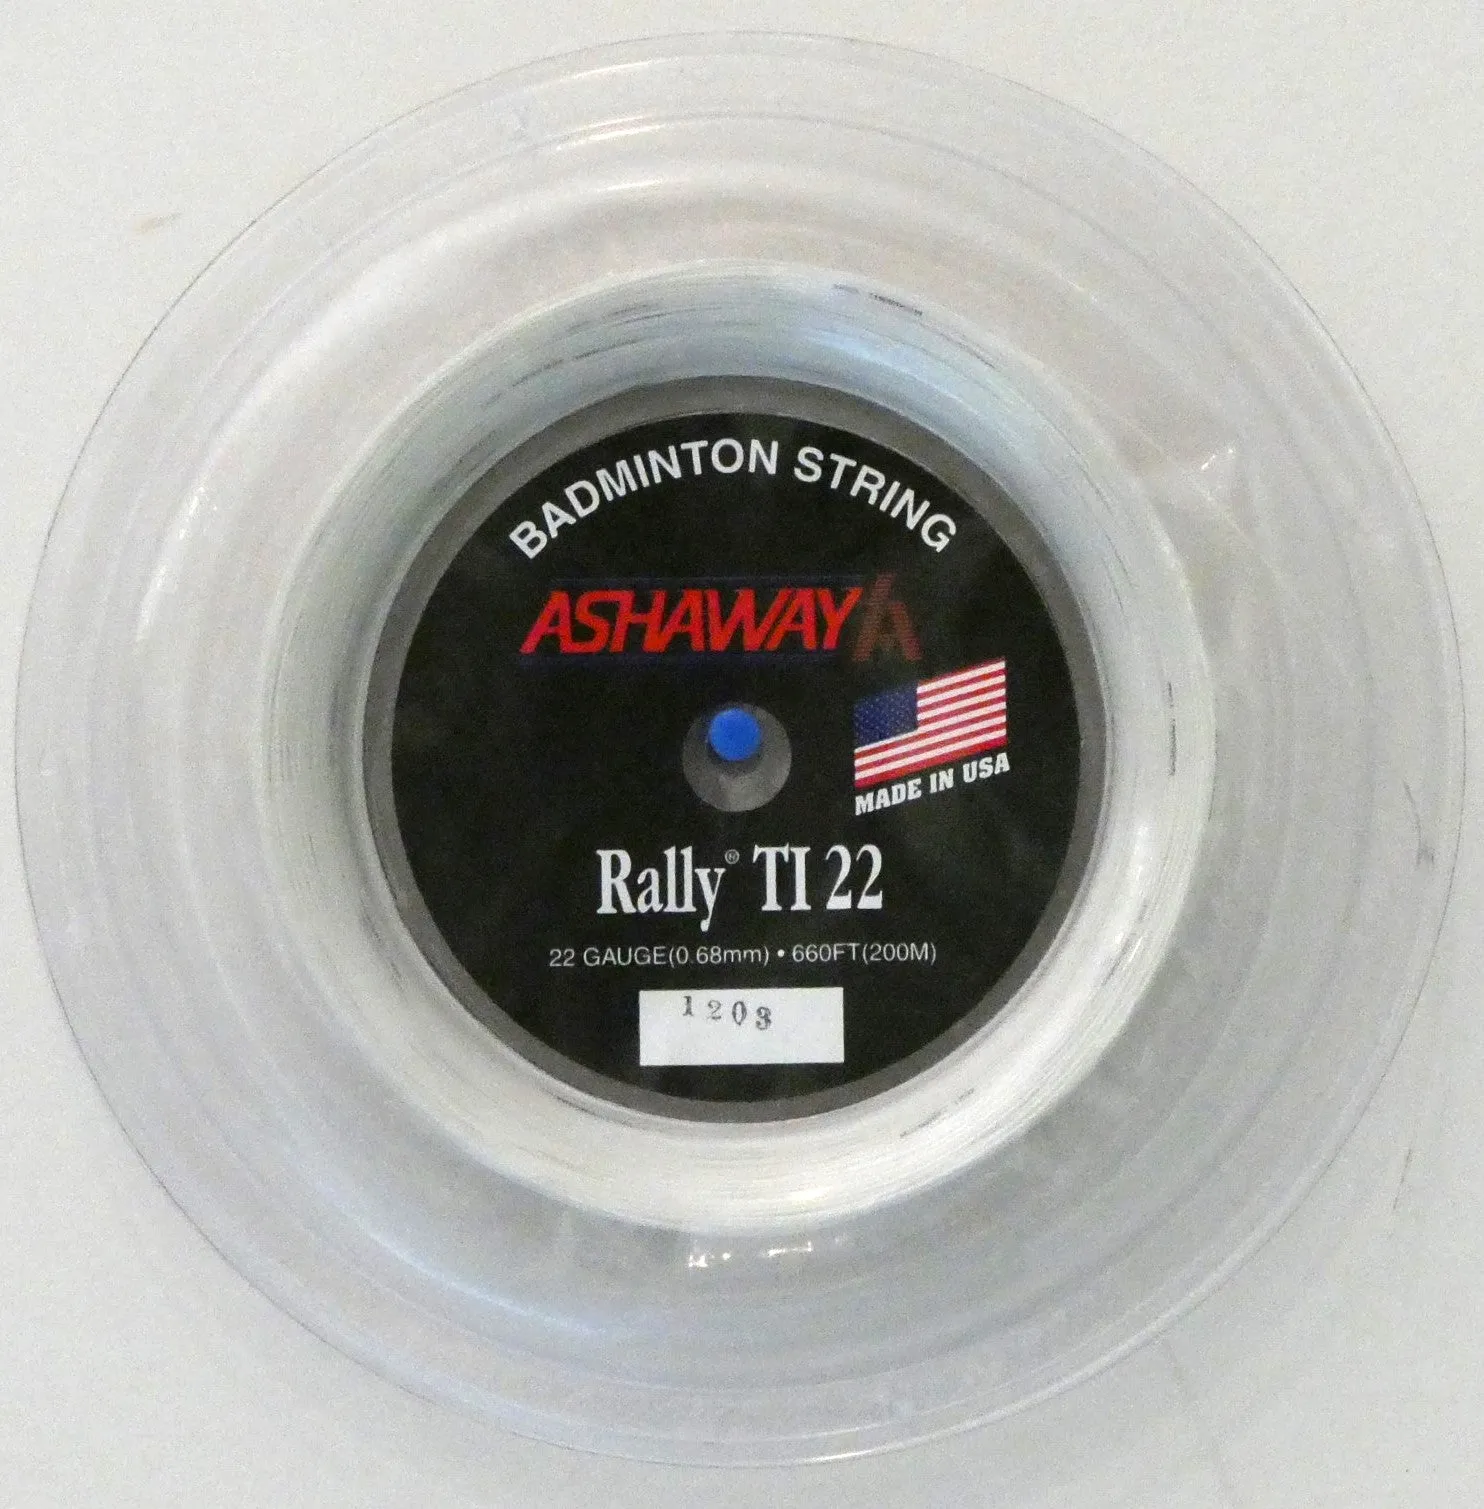 BADMINTON STRING
ASHAWAY
MADE IN USA
Rally® TI 22
22 GAUGE(0.68mm) • 660FT(200M)
1203